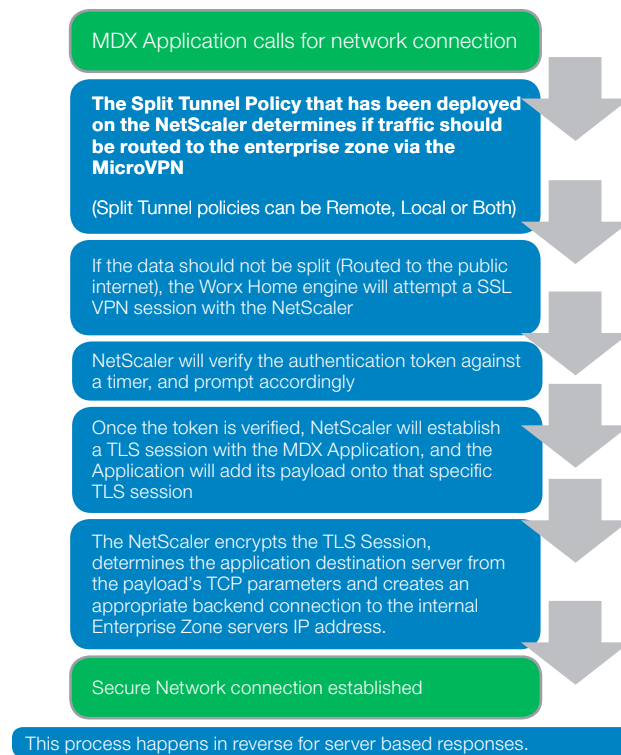 MDX Application calls for network connection
The Split Tunnel Policy that has been deployed
on the NetScaler determines if traffic should
be routed to the enterprise zone via the
MicroVPN
(Split Tunnel policies can be Remote, Local or Both)
If the data should not be split (Routed to the public
internet), the Worx Home engine will attempt a SSL
VPN session with the NetScaler
NetScaler will verify the authentication token against
a timer, and prompt accordingly
Once the token is verified, NetScaler will establish
a TLS session with the MDX Application, and the
Application will add its payload onto that specific
TLS session
The NetScaler encrypts the TLS Session,
determines the application destination server from
the payload's TCP parameters and creates an
appropriate backend connection to the internal
Enterprise Zone servers IP address.
Secure Network connection established
This process happens in reverse for server based responses.